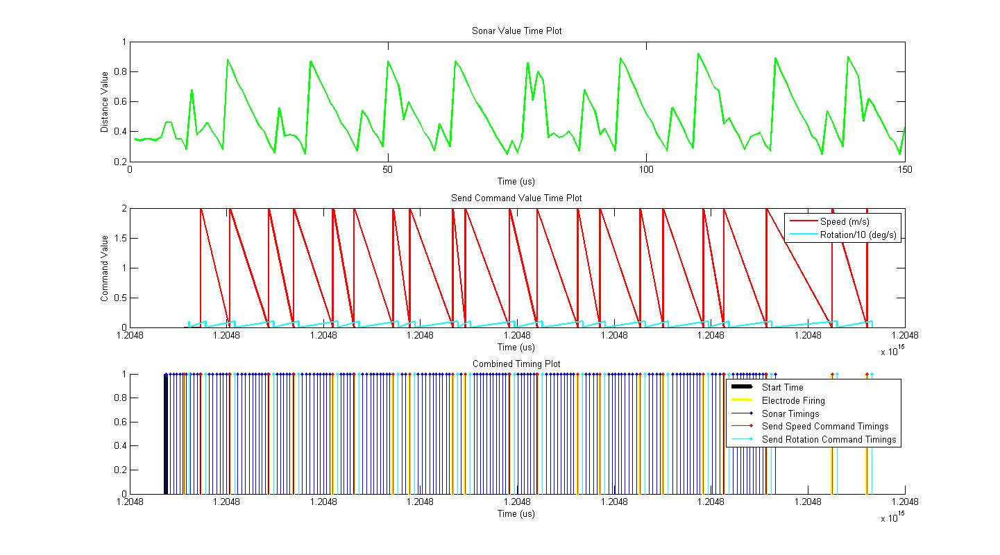 Sonar Value Time Plot
1
0.8
0.6
0.4
0.2
Distance Value
0 50 100 150
Time (us)
Send Command Value Time Plot
2
1.5
1
0.5
0
Command Value
Speed (m/s)
Rotation/10 (deg/s)
1.2048 1.2048 1.2048 1.2048 1.2048 1.2048 1.2048 1.2048 1.2048
Time (us)
x 10^15
Combined Timing Plot
1
0.8
0.6
0.4
0.2
0
Start Time
Electrode Firing
Sonar Timings
Send Speed Command Timings
Send Rotation Command Timings
1.2048 1.2048 1.2048 1.2048 1.2048 1.2048 1.2048 1.2048 1.2048
Time (us)
x 10^15